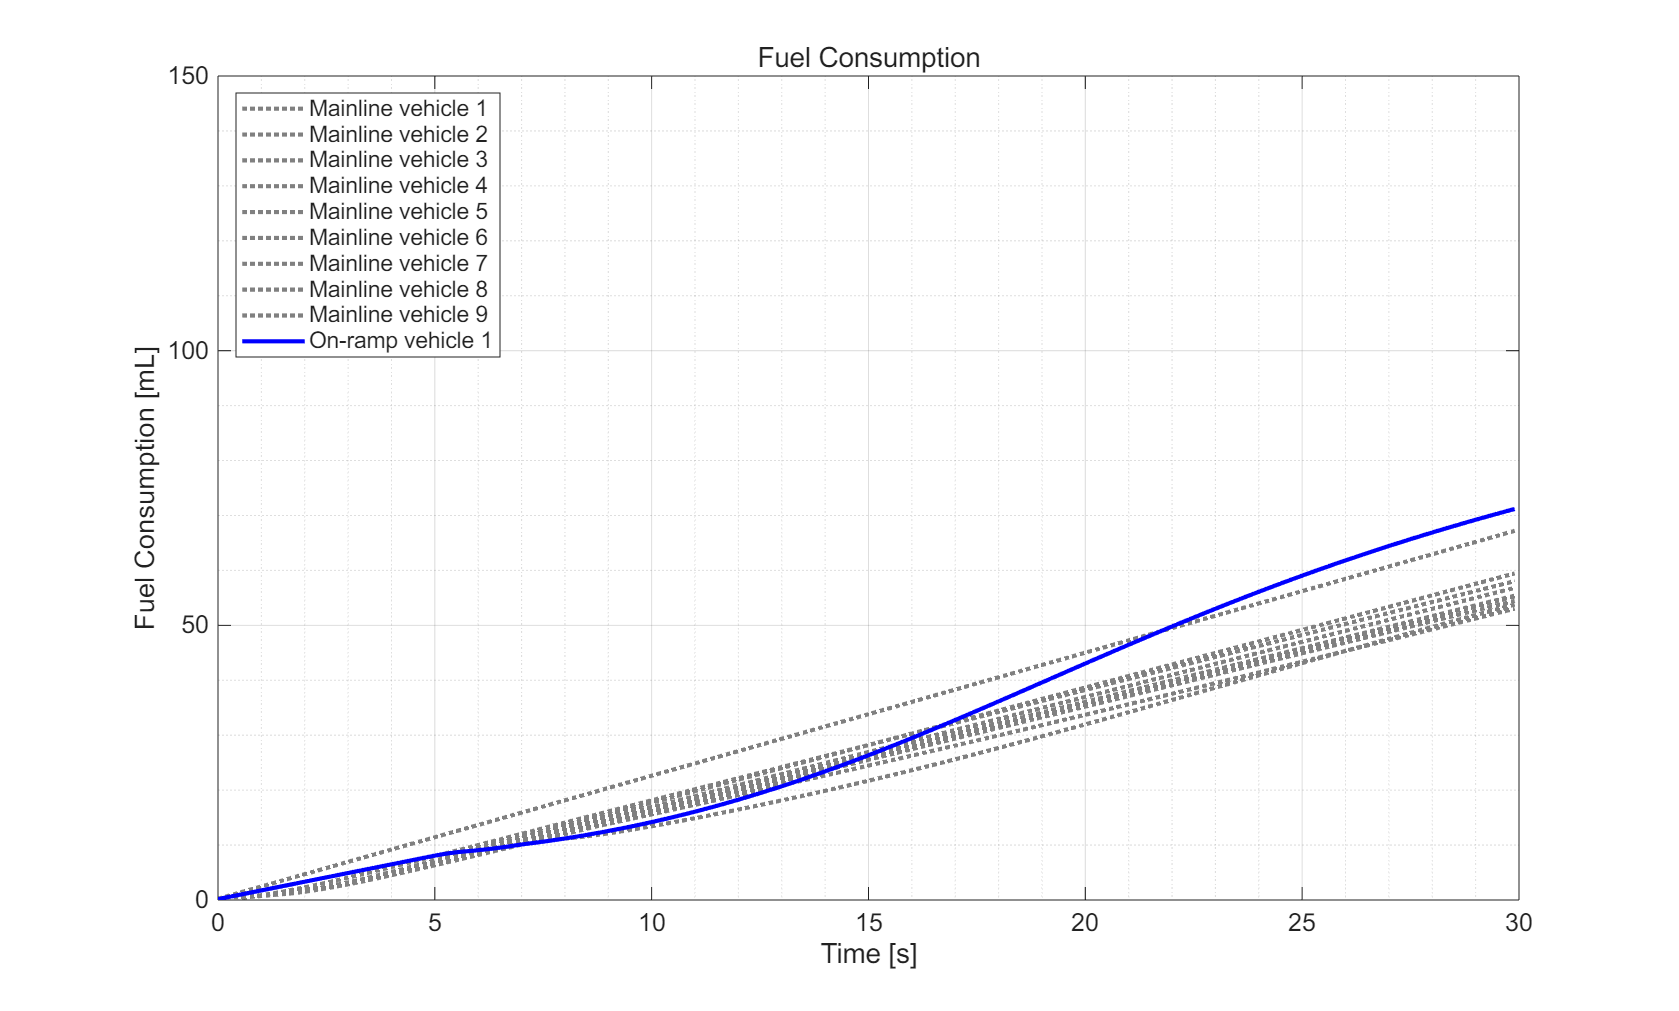 Fuel Consumption
150
100
50
0
Fuel Consumption [mL]
Mainline vehicle 1
Mainline vehicle 2
Mainline vehicle 3
Mainline vehicle 4
Mainline vehicle 5
Mainline vehicle 6
Mainline vehicle 7
Mainline vehicle 8
Mainline vehicle 9
On-ramp vehicle 1
0 5 10 15 20 25 30
Time [s]